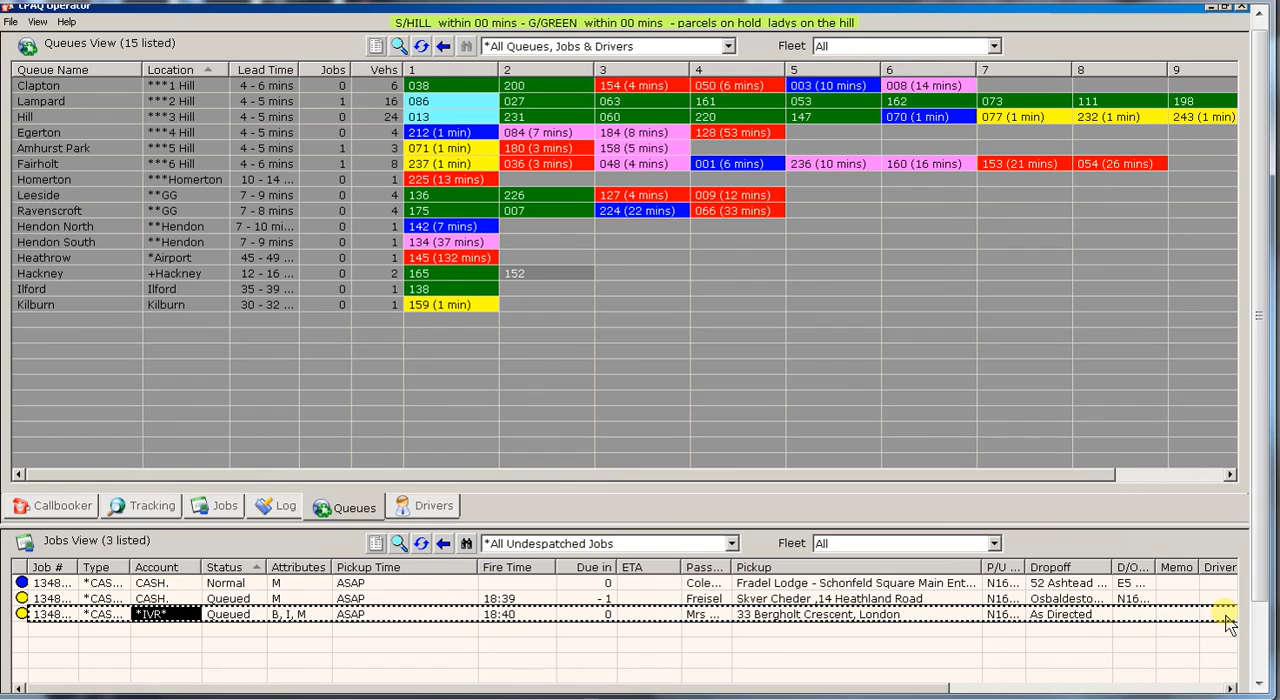 cPAQ Operator
File View Help
S/HILL within 00 mins - G/GREEN within 00 mins - parcels on hold ladys on the hill
Queues View (15 listed) *All Queues, Jobs & Drivers Fleet All
Queue Name Location Lead Time Jobs Vehs 1 2 3 4 5 6 7 8 9
Clapton ***1 Hill 4 - 6 mins 0 6 038 200 154 (4 mins) 050 (6 mins) 003 (10 mins) 008 (14 mins)
Lampard ***2 Hill 4 - 5 mins 1 16 086 027 063 161 053 162 073 111 198
Hill ***3 Hill 4 - 5 mins 0 24 013 231 060 220 147 070 (1 min) 077 (1 min) 232 (1 min) 243 (1 min)
Egerton ***4 Hill 4 - 5 mins 0 4 212 (1 min) 084 (7 mins) 184 (8 mins) 128 (53 mins)
Amhurst Park ***5 Hill 4 - 5 mins 1 3 071 (1 min) 180 (3 mins) 158 (5 mins)
Fairholt ***6 Hill 4 - 6 mins 1 8 237 (1 min) 036 (3 mins) 048 (4 mins) 001 (6 mins) 236 (10 mins) 160 (16 mins) 153 (21 mins) 054 (26 mins)
Homerton ***Homerton 10 - 14 ... 0 1 225 (13 mins)
Leeside **GG 7 - 9 mins 0 4 136 226 127 (4 mins) 009 (12 mins)
Ravenscroft **GG 7 - 8 mins 0 4 175 007 224 (22 mins) 066 (33 mins)
Hendon North **Hendon 7 - 10 mi... 0 1 142 (7 mins)
Hendon South **Hendon 7 - 9 mins 0 1 134 (37 mins)
Heathrow *Airport 45 - 49 ... 0 1 145 (132 mins)
Hackney +Hackney 12 - 16 ... 0 2 165 152
Ilford Ilford 35 - 39 ... 0 1 138
Kilburn Kilburn 30 - 32 ... 0 1 159 (1 min)
Callbooker Tracking Jobs Log Queues Drivers
Jobs View (3 listed) *All Undespatched Jobs Fleet All
Job # Type Account Status Attributes Pickup Time Fire Time Due in ETA Pass... Pickup P/U ... Dropoff D/O... Memo Driver
1348... *CAS... CASH. Normal M ASAP 0 Cole... Fradel Lodge - Schonfeld Square Main Ent... N16... 52 Ashtead ... E5 ...
1348... *CAS... CASH. Queued M ASAP 18:39 - 1 Freisel Skver Cheder ,14 Heathland Road N16... Osbaldesto... N16...
1348... *CAS... *IVR* Queued B, I, M ASAP 18:40 0 Mrs ... 33 Bergholt Crescent, London N16... As Directed